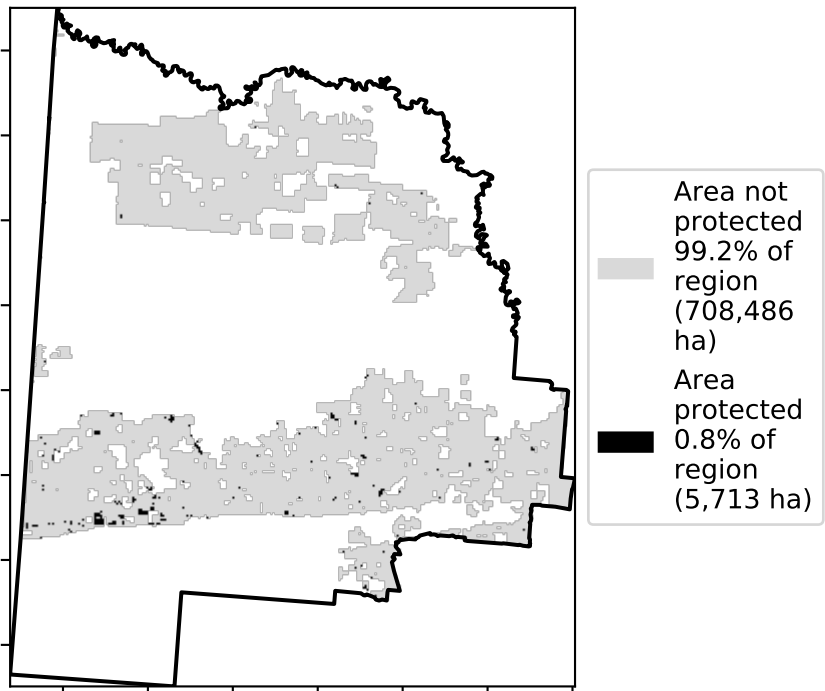 Area not
protected
99.2% of
region
(708,486
ha)
Area
protected
0.8% of
region
(5,713 ha)